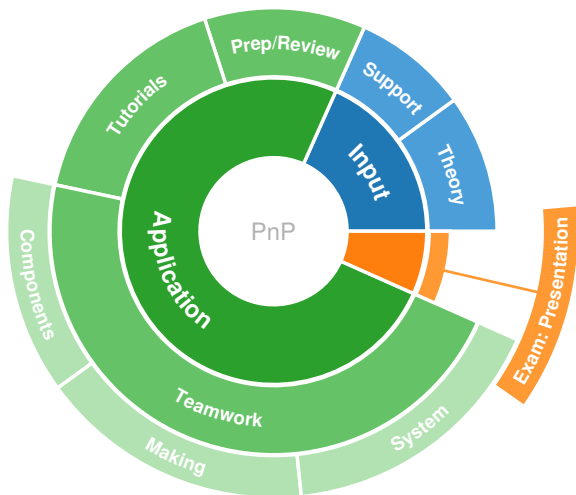 Prep/Review
Support
Tutorials
Theory
Input
Application
PnP
Components
Exam: Presentation
Teamwork
System
Making